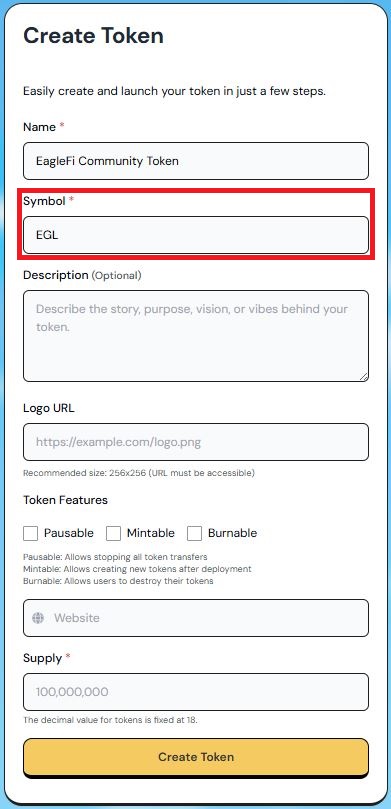 Create Token
Easily create and launch your token in just a few steps.
Name *
EagleFi Community Token
Symbol *
EGL
Description (Optional)
Describe the story, purpose, vision, or vibes behind your
token.
Logo URL
https://example.com/logo.png
Recommended size: 256x256 (URL must be accessible)
Token Features
Pausable Mintable Burnable
Pausable: Allows stopping all token transfers
Mintable: Allows creating new tokens after deployment
Burnable: Allows users to destroy their tokens
Website
Supply *
100,000,000
The decimal value for tokens is fixed at 18.
Create Token